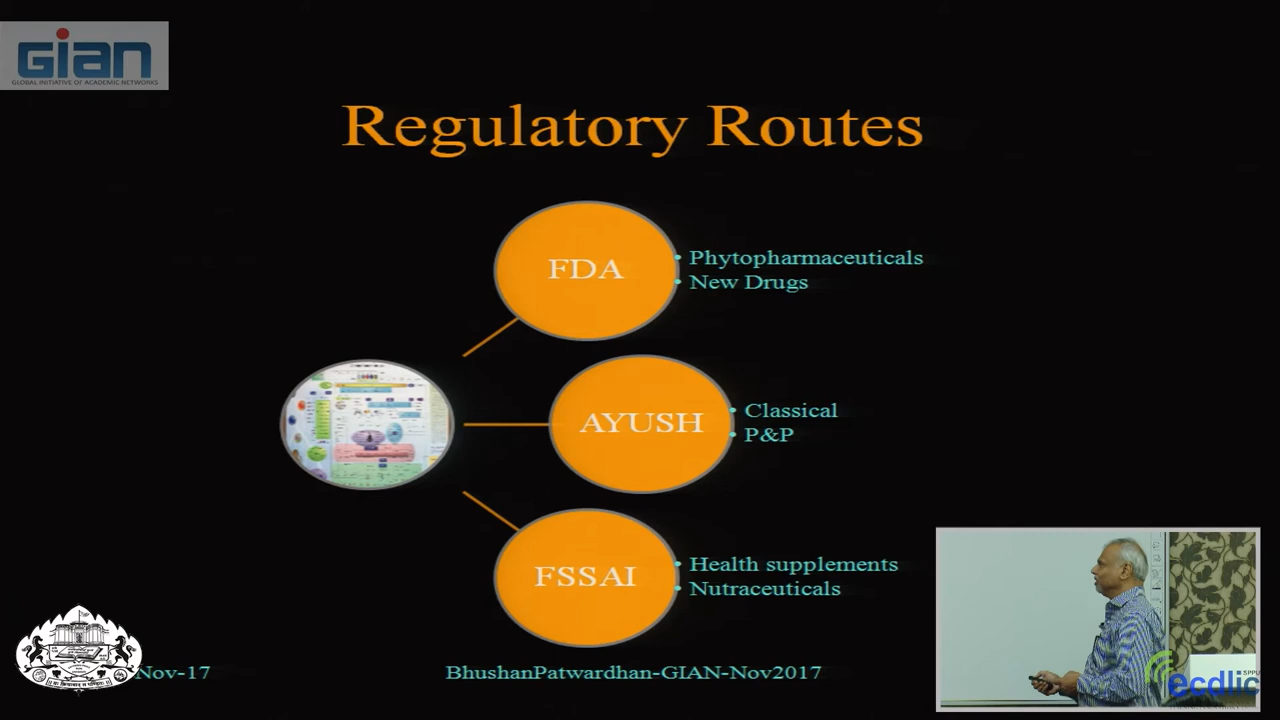 GIAN
GLOBAL INITIATIVE OF ACADEMIC NETWORKS
Regulatory Routes
FDA
• Phytopharmaceuticals
• New Drugs
AYUSH
• Classical
• P&P
FSSAI
• Health supplements
• Nutraceuticals
Nov-17
BhushanPatwardhan-GIAN-Nov2017
SPPU
ecdlic